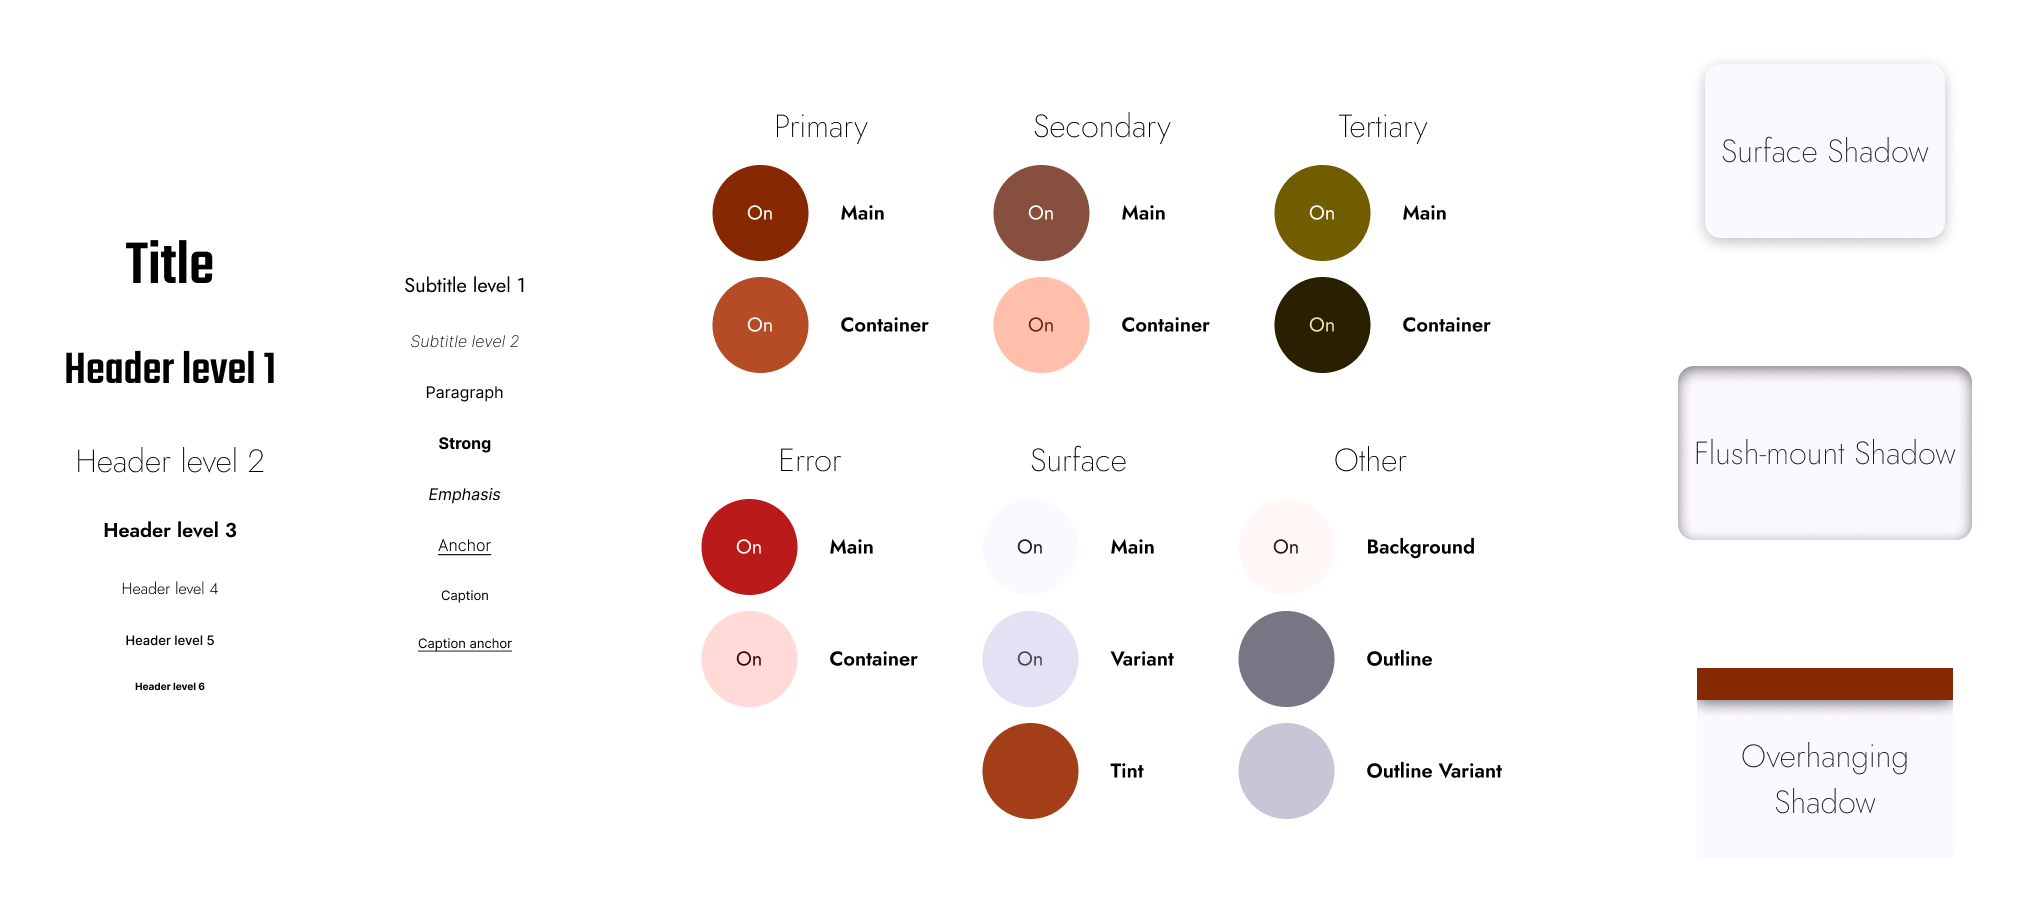 Title
Header level 1
Header level 2
Header level 3
Header level 4
Header level 5
Header level 6
Subtitle level 1
Subtitle level 2
Paragraph
Strong
Emphasis
Anchor
Caption
Caption anchor
Primary
On
Main
On
Container
Secondary
On
Main
On
Container
Tertiary
On
Main
On
Container
Error
On
Main
On
Container
Surface
On
Main
On
Variant
Tint
Other
On
Background
Outline
Outline Variant
Surface Shadow
Flush-mount Shadow
Overhanging
Shadow